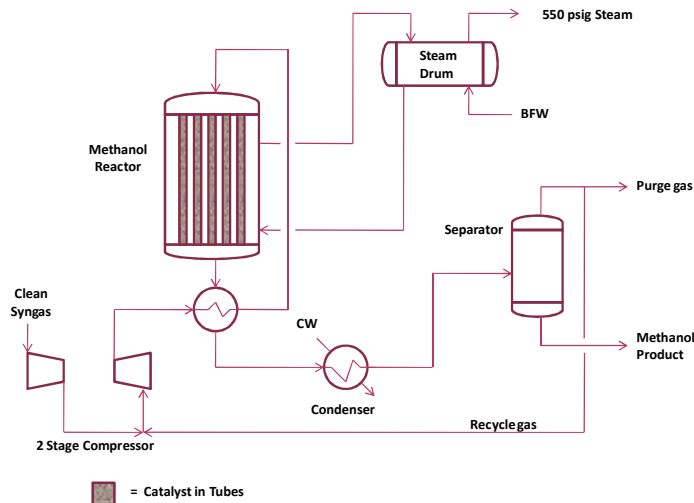 550 psig Steam
Steam
Drum
BFW
Methanol
Reactor
Purge gas
Separator
Clean
Syngas
CW
Methanol
Product
Condenser
Recycle gas
2 Stage Compressor
= Catalyst in Tubes